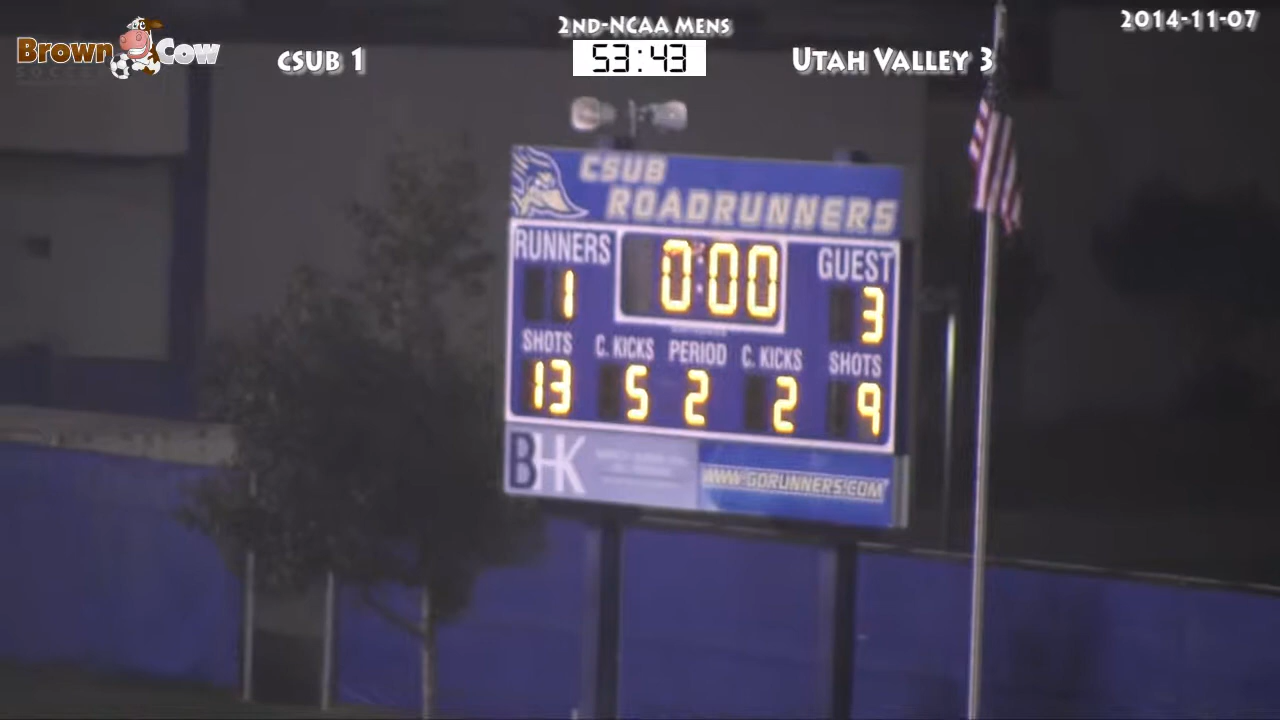 2nd-NCAA Mens
2014-11-07
Brown Cow
SOCCER
cSUB 1
53:43
Utah Valley 3
CSUB
ROADRUNNERS
RUNNERS
0:00
GUEST
1
3
SHOTS
C. KICKS
PERIOD
C. KICKS
SHOTS
13
5
2
2
9
BHK
WWW.GORUNNERS.COM